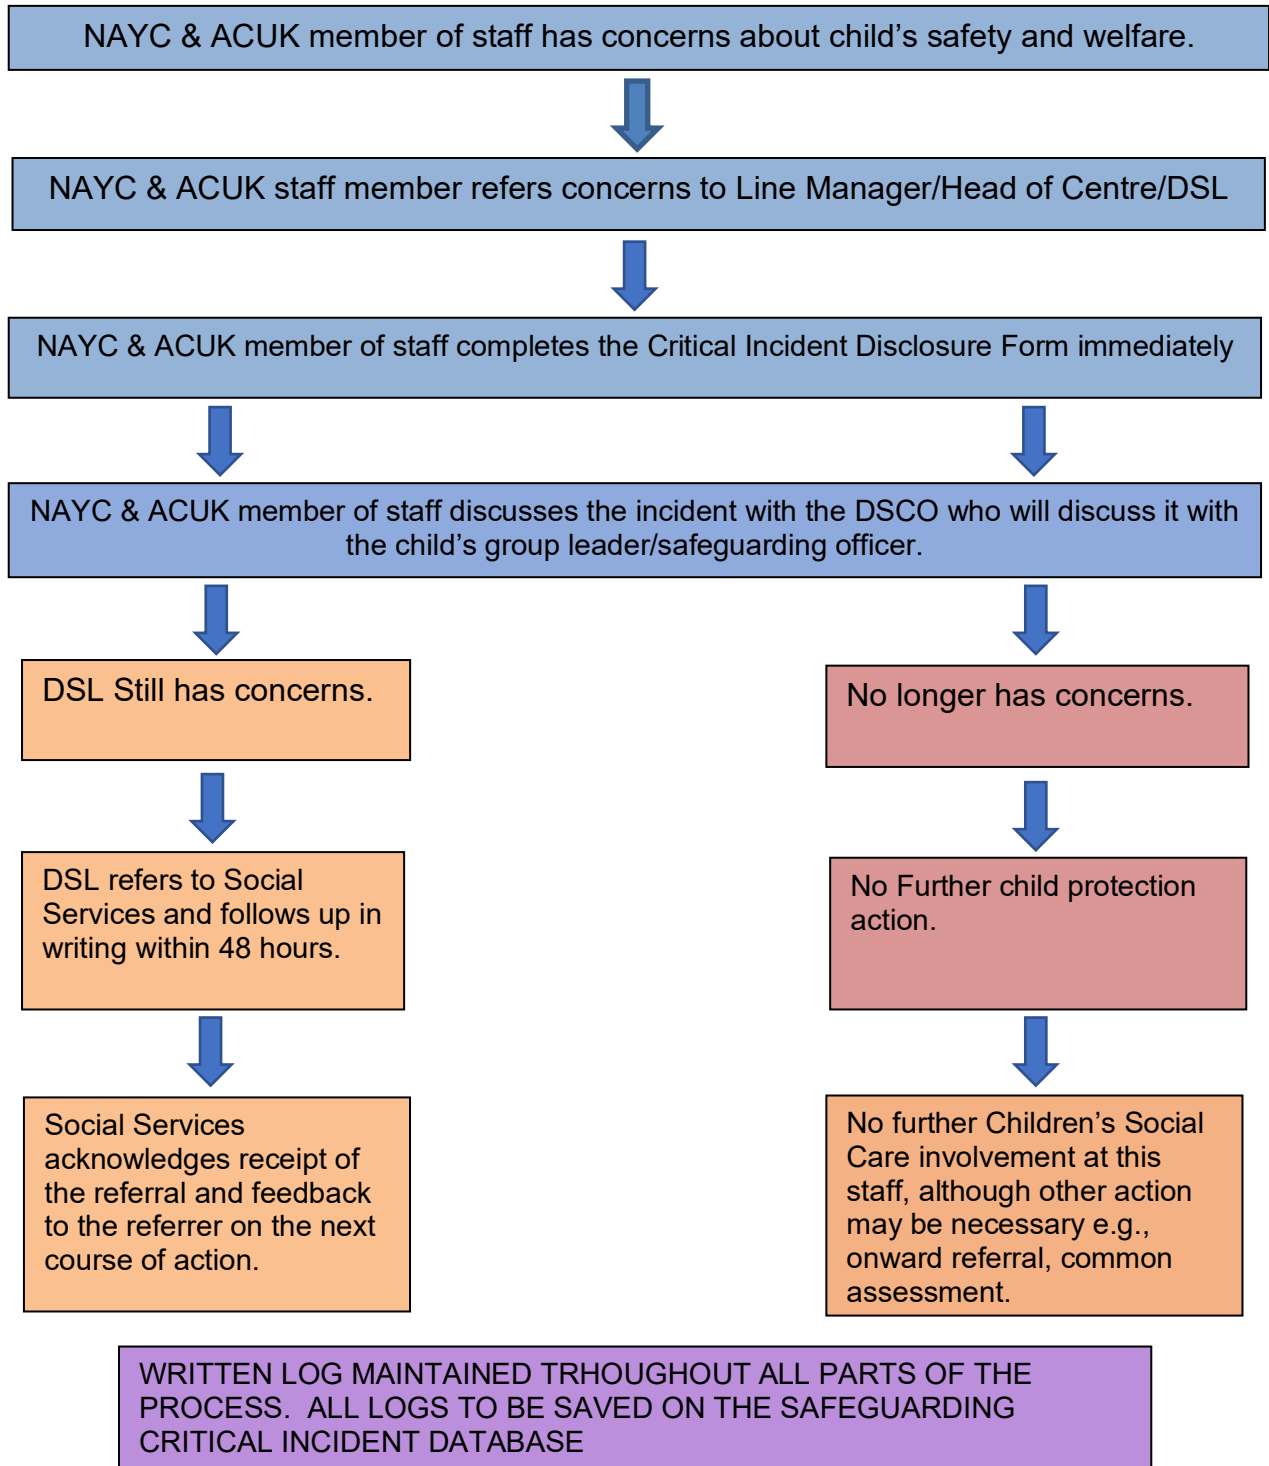 NAYC & ACUK member of staff has concerns about child’s safety and welfare.
NAYC & ACUK staff member refers concerns to Line Manager/Head of Centre/DSL
NAYC & ACUK member of staff completes the Critical Incident Disclosure Form immediately
NAYC & ACUK member of staff discusses the incident with the DSCO who will discuss it with
the child’s group leader/safeguarding officer.
DSL Still has concerns.
No longer has concerns.
DSL refers to Social
Services and follows up in
writing within 48 hours.
No Further child protection
action.
Social Services
acknowledges receipt of
the referral and feedback
to the referrer on the next
course of action.
No further Children’s Social
Care involvement at this
staff, although other action
may be necessary e.g.,
onward referral, common
assessment.
WRITTEN LOG MAINTAINED TRHOUGHOUT ALL PARTS OF THE
PROCESS.  ALL LOGS TO BE SAVED ON THE SAFEGUARDING
CRITICAL INCIDENT DATABASE